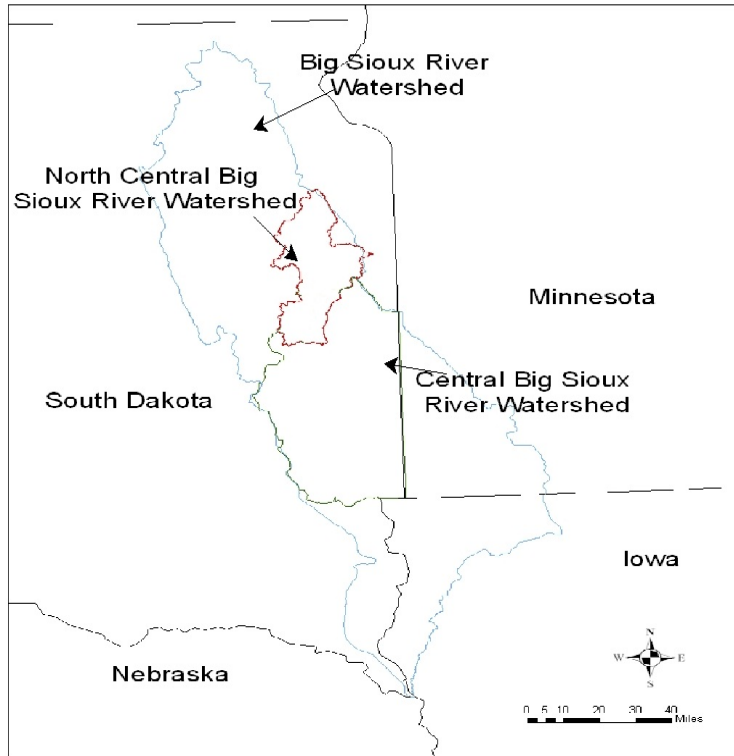 Big Sioux River
Watershed
North Central Big
Sioux River Watershed
Minnesota
Central Big Sioux
River Watershed
South Dakota
Iowa
Nebraska
N
W E
S
0 5 10 20 30 40
Miles